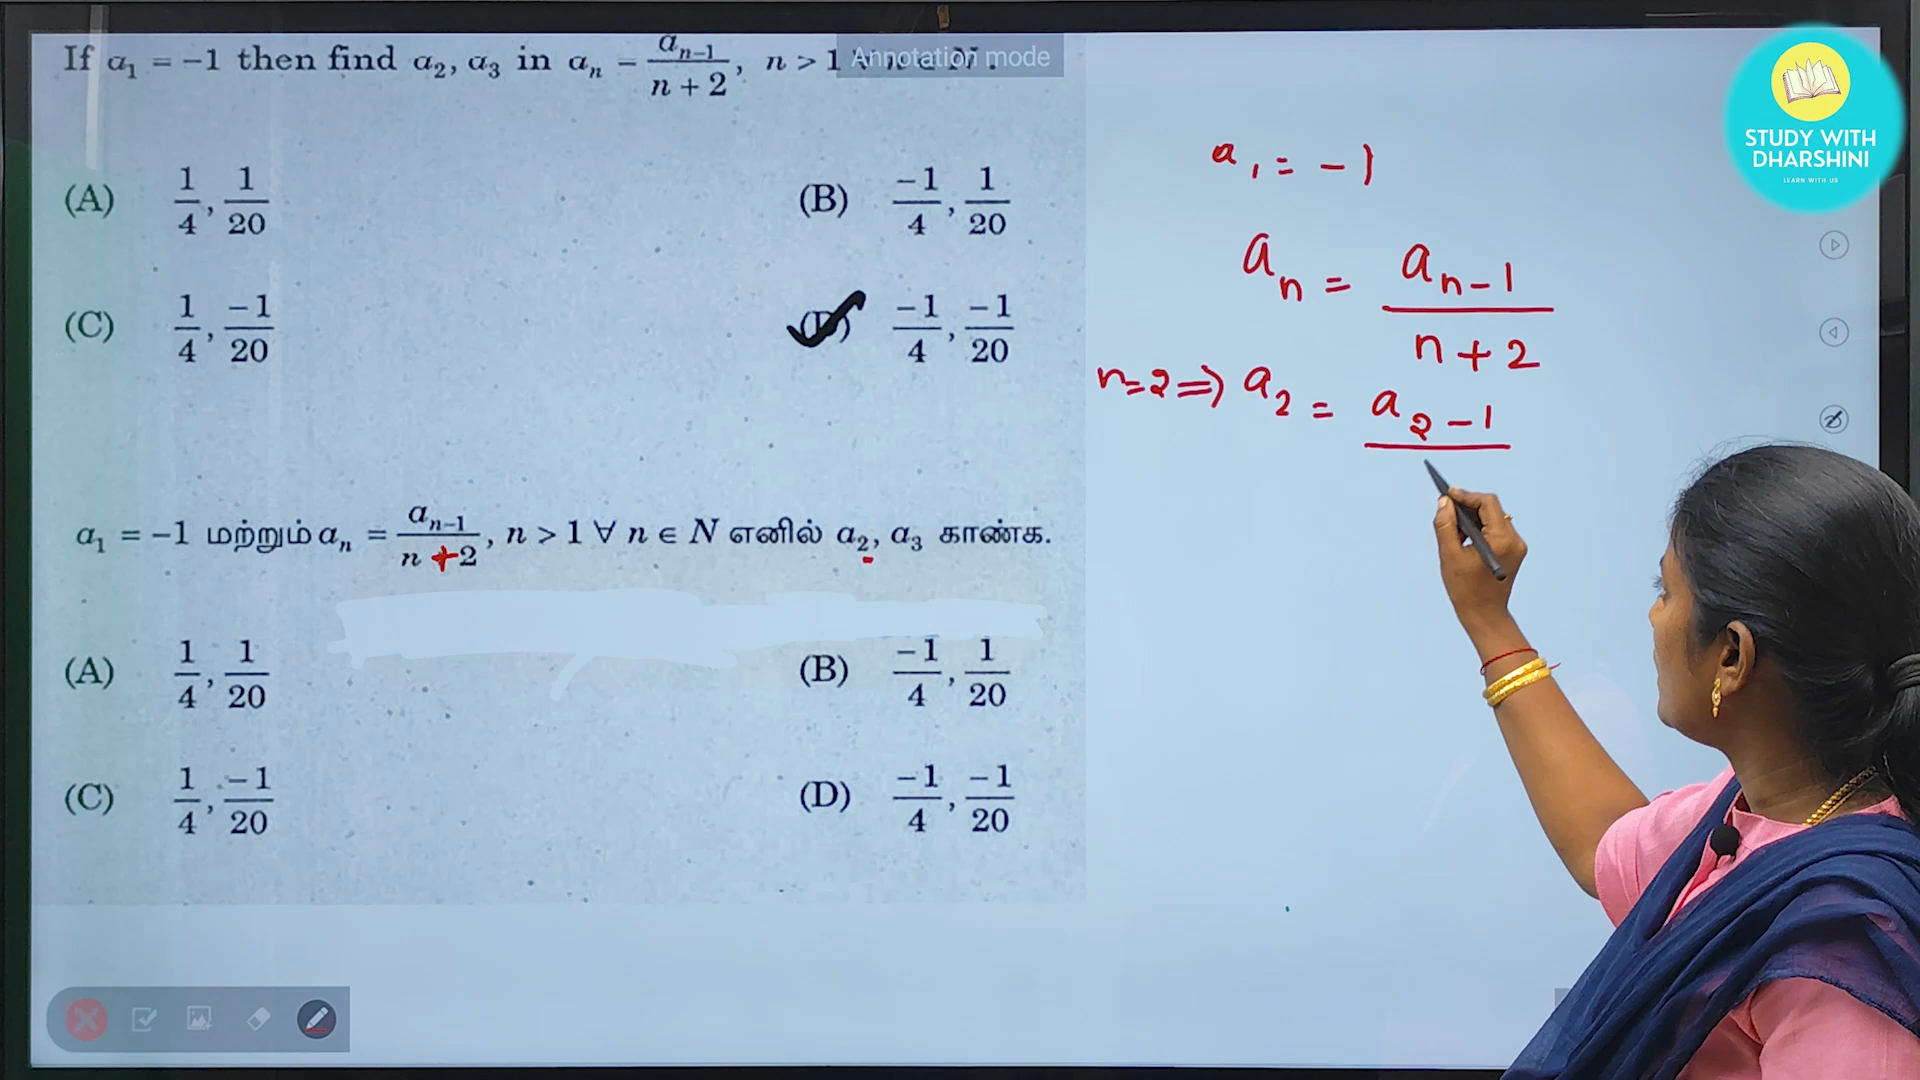 If a₁ = −1 then find a₂, a₃ in aₙ = aₙ₋₁ / n + 2, n > 1 ∀ n ∈ N.
Annotation mode
(A) 1/4, 1/20
(B) −1/4, 1/20
(C) 1/4, −1/20
(D) −1/4, −1/20
a₁ = −1 மற்றும் aₙ = aₙ₋₁ / n + 2, n > 1 ∀ n ∈ N எனில் a₂, a₃ காண்க.
(A) 1/4, 1/20
(B) −1/4, 1/20
(C) 1/4, −1/20
(D) −1/4, −1/20
a₁ = −1
aₙ = aₙ₋₁ / n + 2
n=2 ⇒ a₂ = a₂₋₁
STUDY WITH
DHARSHINI
LEARN WITH US